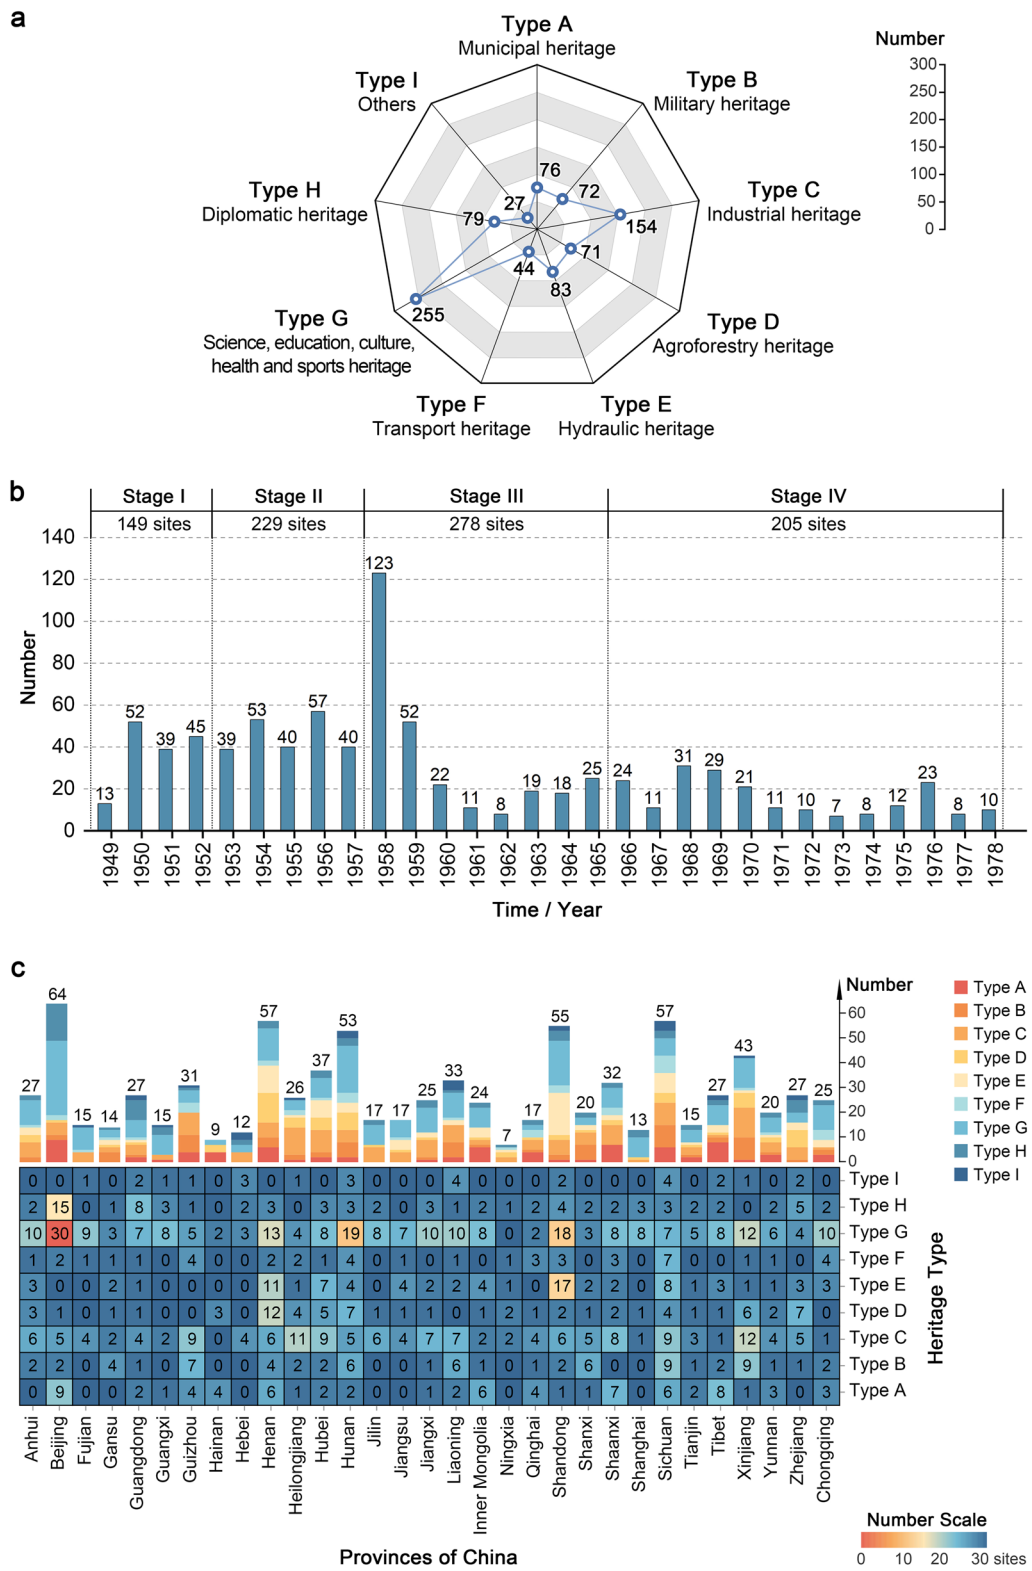 a
Type A
Municipal heritage
Type B
Military heritage
Type C
Industrial heritage
Type D
Agroforestry heritage
Type E
Hydraulic heritage
Type F
Transport heritage
Type G
Science, education, culture,
health and sports heritage
Type H
Diplomatic heritage
Type I
Others
76
72
154
71
83
44
255
79
27
Number
300
250
200
150
100
50
0
b
Stage I Stage II Stage III Stage IV
149 sites 229 sites 278 sites 205 sites
Number
140
120
100
80
60
40
20
0
13 52 39 45 39 53 40 57 40 123 52 22 11 8 19 18 25 24 11 31 29 21 11 10 7 8 12 23 8 10
1949 1950 1951 1952 1953 1954 1955 1956 1957 1958 1959 1960 1961 1962 1963 1964 1965 1966 1967 1968 1969 1970 1971 1972 1973 1974 1975 1976 1977 1978
Time / Year
c
27 64 15 14 27 15 31 9 12 57 26 37 53 17 17 25 33 24 7 17 55 20 32 13 57 15 27 43 20 27 25
Number
60
50
40
30
20
10
0
Type A
Type B
Type C
Type D
Type E
Type F
Type G
Type H
Type I
0 0 1 0 2 1 1 0 3 0 1 0 3 0 0 0 4 0 0 0 2 0 0 0 4 0 2 1 0 2 0 Type I
2 15 1 0 8 3 1 0 2 3 0 3 3 2 0 3 1 2 1 2 4 2 2 3 3 2 2 0 2 5 2 Type H
10 30 9 3 7 8 5 2 3 13 4 8 19 8 7 10 10 8 0 2 18 3 8 8 7 5 8 12 6 4 10 Type G
1 2 1 1 1 0 4 0 0 2 2 1 4 0 1 0 1 0 1 3 3 0 2 0 7 0 0 2 1 0 4 Type F
3 0 0 2 1 0 0 0 0 11 1 7 4 0 4 2 2 4 1 0 17 2 2 0 8 1 3 1 1 3 3 Type E
3 1 0 1 1 0 0 3 0 12 4 5 7 1 1 1 1 0 1 2 1 2 1 1 4 1 1 6 2 7 0 Type D
6 5 4 2 4 2 9 0 4 6 11 9 5 6 4 7 7 2 2 4 6 5 8 1 9 3 1 12 4 5 1 Type C
2 2 0 4 1 0 7 0 0 4 2 2 6 0 0 1 6 1 0 1 2 6 0 0 9 1 2 9 1 1 2 Type B
0 9 0 0 2 1 4 4 0 6 1 2 2 0 0 1 2 6 0 4 1 1 7 0 6 2 8 1 3 0 3 Type A
Heritage Type
Anhui Beijing Fujian Gansu Guangdong Guangxi Guizhou Hainan Hebei Henan Heilongjiang Hubei Hunan Jilin Jiangsu Jiangxi Liaoning Inner Mongolia Ningxia Qinghai Shandong Shanxi Shaanxi Shanghai Sichuan Tianjin Tibet Xinjiang Yunnan Zhejiang Chongqing
Provinces of China
Number Scale
0 10 20 30 sites